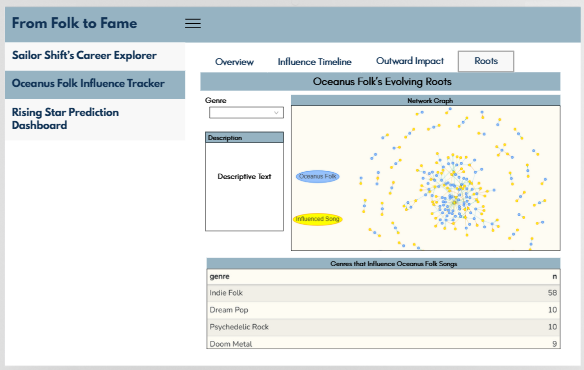 From Folk to Fame
Sailor Shift's Career Explorer
Oceanus Folk Influence Tracker
Rising Star Prediction
Dashboard
Overview
Influence Timeline
Outward Impact
Roots
Oceanus Folk's Evolving Roots
Genre
Description
Descriptive Text
Network Graph
Oceanus Folk
Influenced Song
Genres that Influence Oceanus Folk Songs
genre n
Indie Folk 58
Dream Pop 10
Psychedelic Rock 10
Doom Metal 9